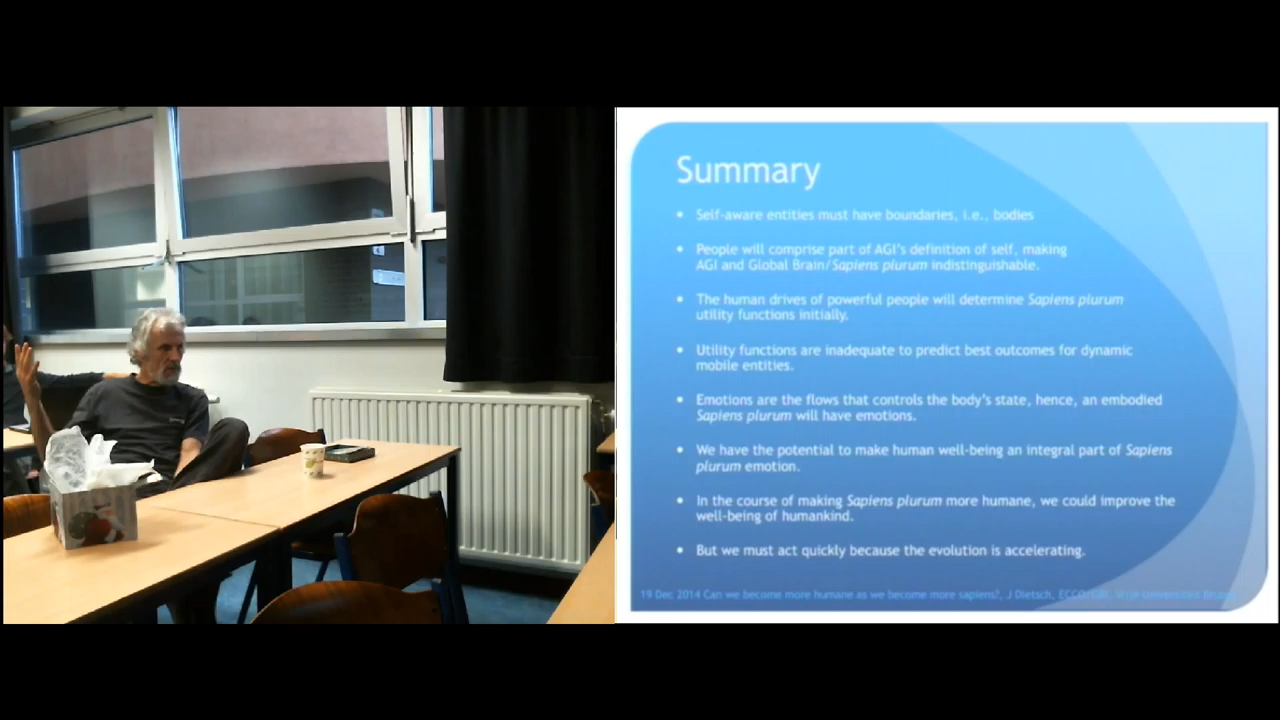 Summary
• Self-aware entities must have boundaries, i.e., bodies
• People will comprise part of AGI's definition of self, making
AGI and Global Brain/Sapiens plurum indistinguishable.
• The human drives of powerful people will determine Sapiens plurum
utility functions initially.
• Utility functions are inadequate to predict best outcomes for dynamic
mobile entities.
• Emotions are the flows that controls the body's state, hence, an embodied
Sapiens plurum will have emotions.
• We have the potential to make human well-being an integral part of Sapiens
plurum emotion.
• In the course of making Sapiens plurum more humane, we could improve the
well-being of humankind.
• But we must act quickly because the evolution is accelerating.
19 Dec 2014 Can we become more humane as we become more sapiens?, J Dietsch,